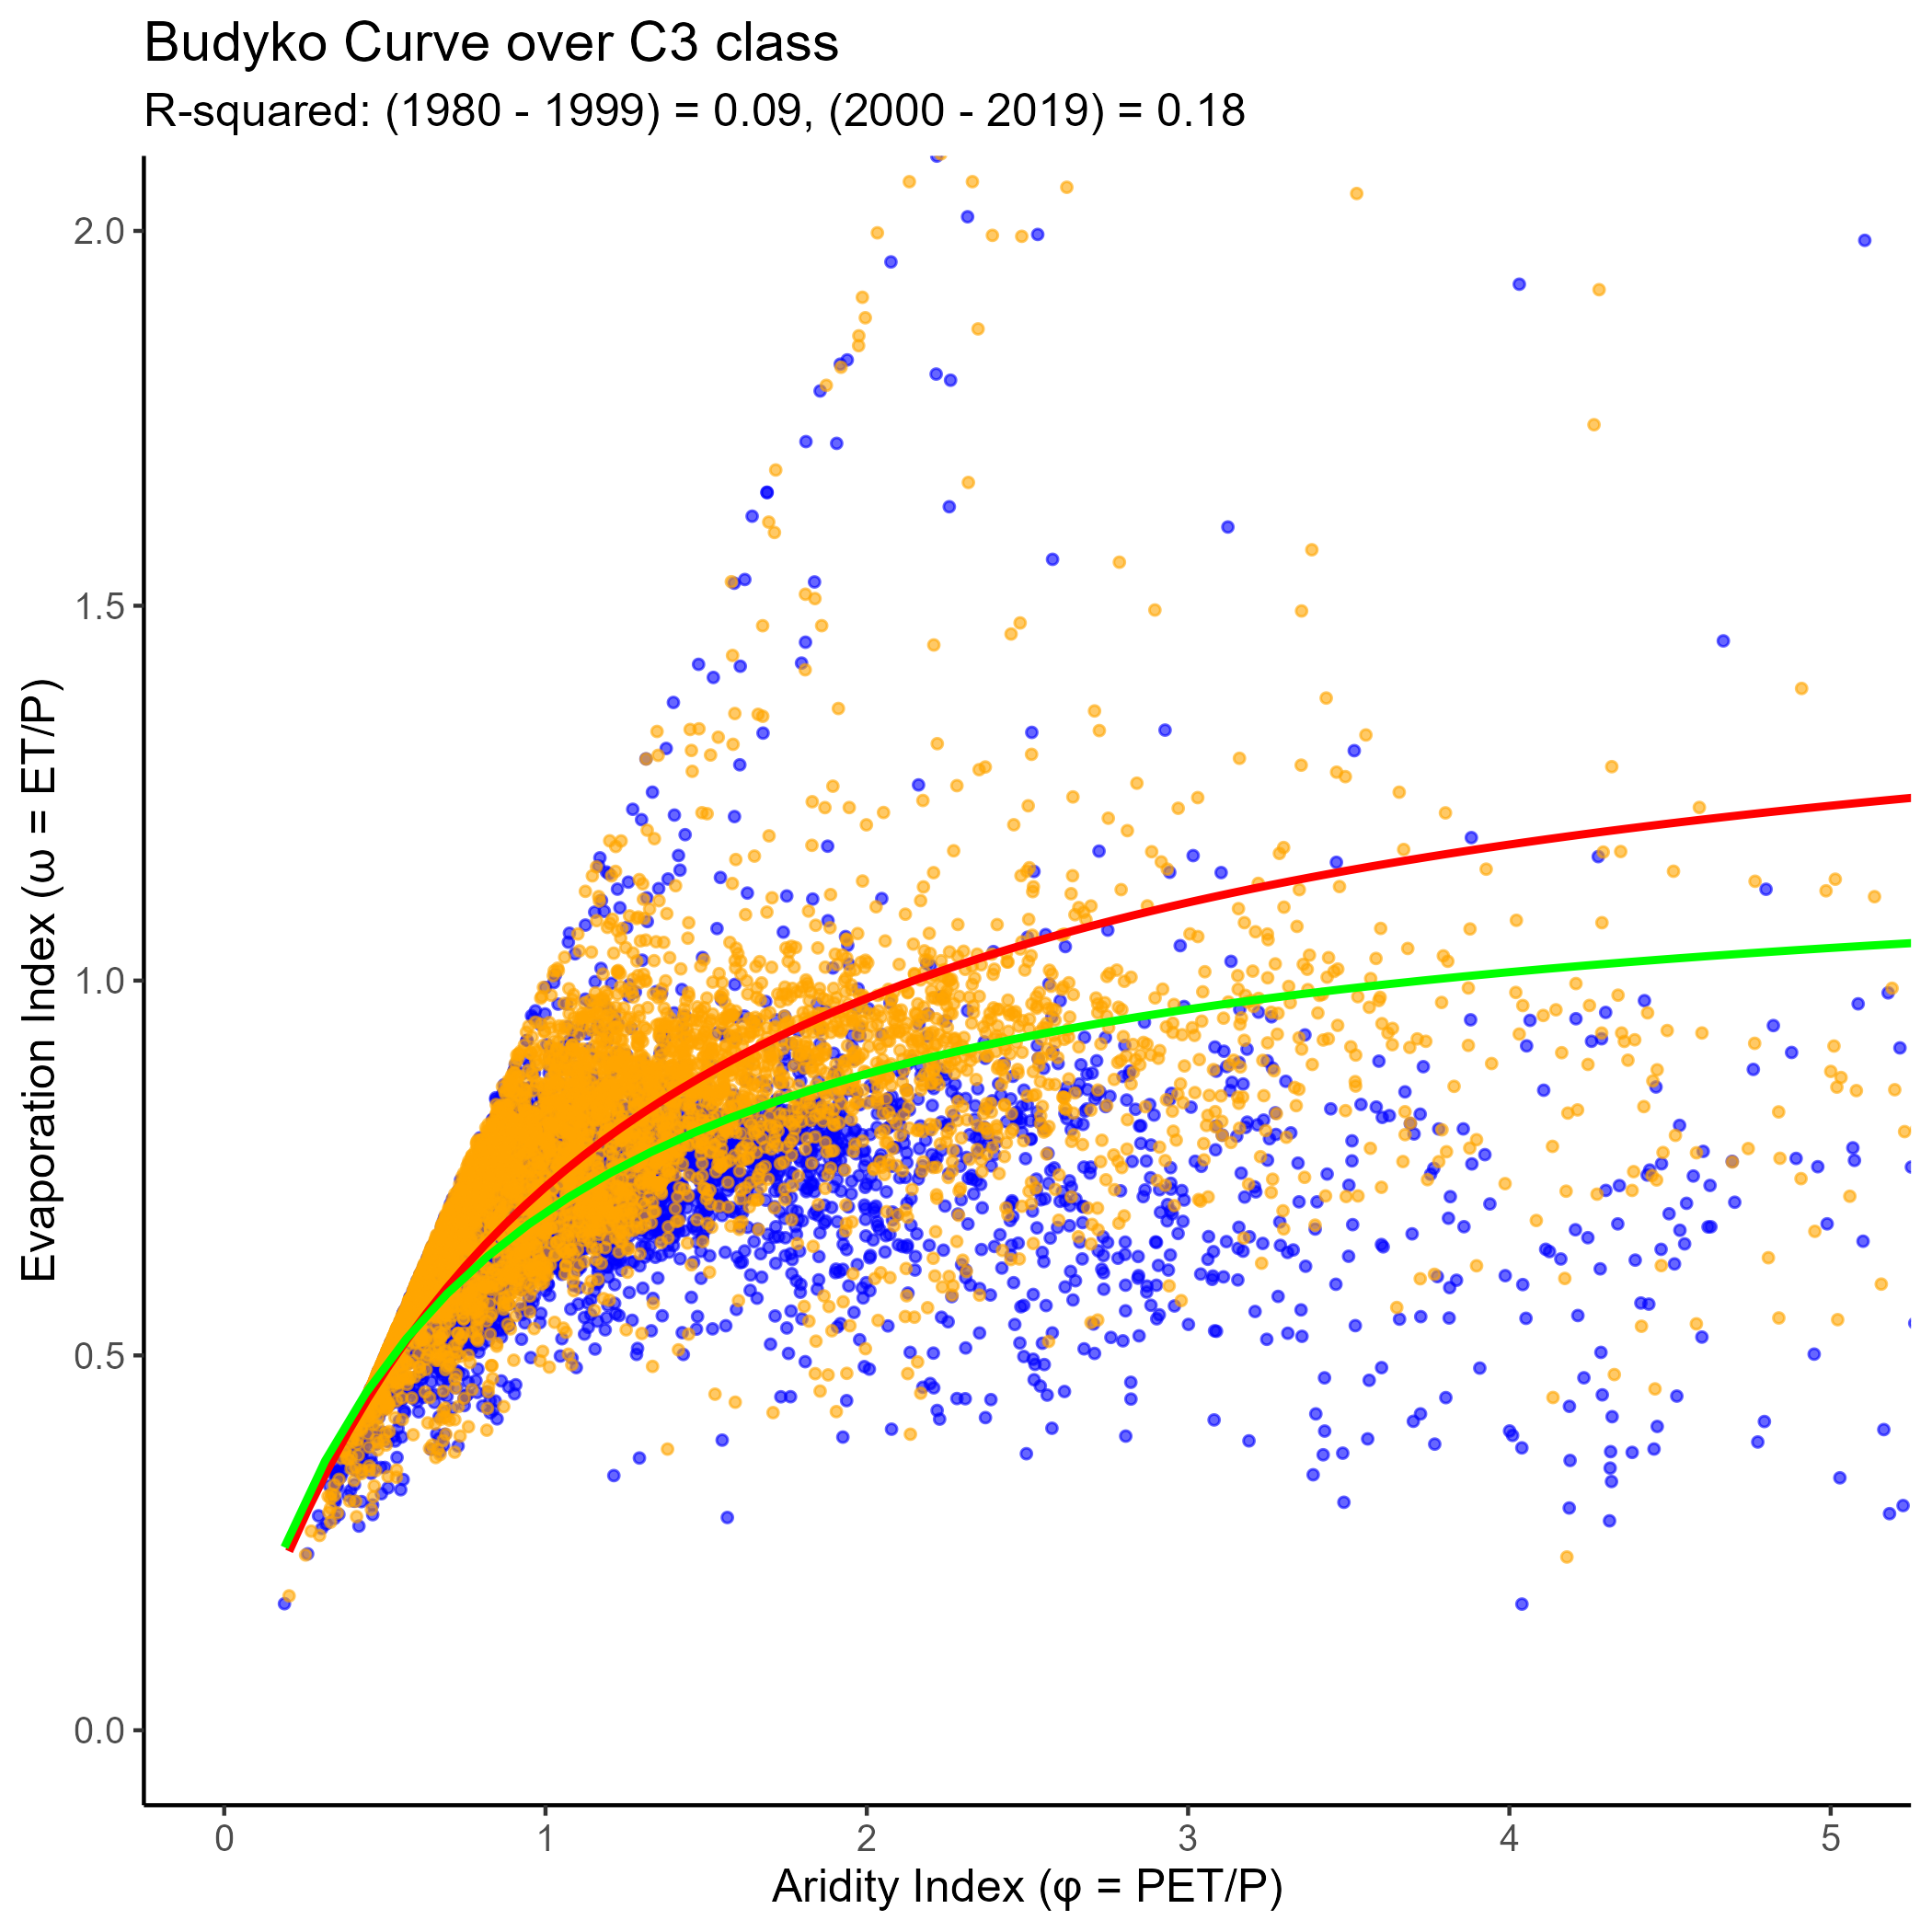 Budyko Curve over C3 class
R-squared: (1980 - 1999) = 0.09, (2000 - 2019) = 0.18
Evaporation Index (ω = ET/P)
2.0
1.5
1.0
0.5
0.0
0 1 2 3 4 5
Aridity Index (φ = PET/P)